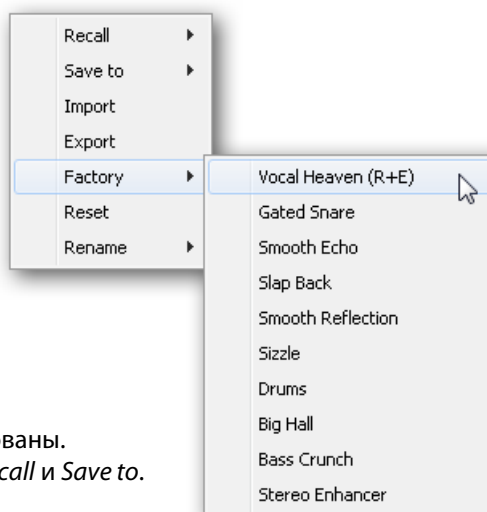 Recall
Save to
Import
Export
Factory
Reset
Rename
Vocal Heaven (R+E)
Gated Snare
Smooth Echo
Slap Back
Smooth Reflection
Sizzle
Drums
Big Hall
Bass Crunch
Stereo Enhancer
ованы.
call и Save to.